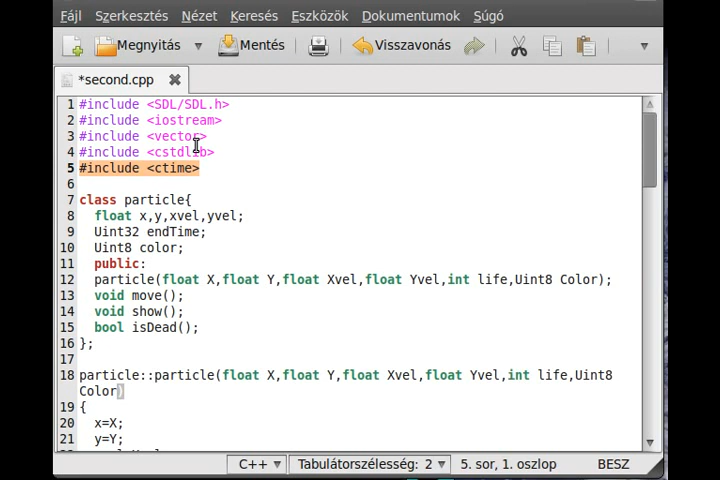 Fájl Szerkesztés Nézet Keresés Eszközök Dokumentumok Súgó
Megnyitás Mentés Visszavonás
*second.cpp
1 #include <SDL/SDL.h>
2 #include <iostream>
3 #include <vector>
4 #include <cstdlib>
5 #include <ctime>
6
7 class particle{
8 float x,y,xvel,yvel;
9 Uint32 endTime;
10 Uint8 color;
11 public:
12 particle(float X,float Y,float Xvel,float Yvel,int life,Uint8 Color);
13 void move();
14 void show();
15 bool isDead();
16 };
17
18 particle::particle(float X,float Y,float Xvel,float Yvel,int life,Uint8
Color)
19 {
20 x=X;
21 y=Y;
C++ Tabulátorszélesség: 2 5. sor, 1. oszlop BESZ